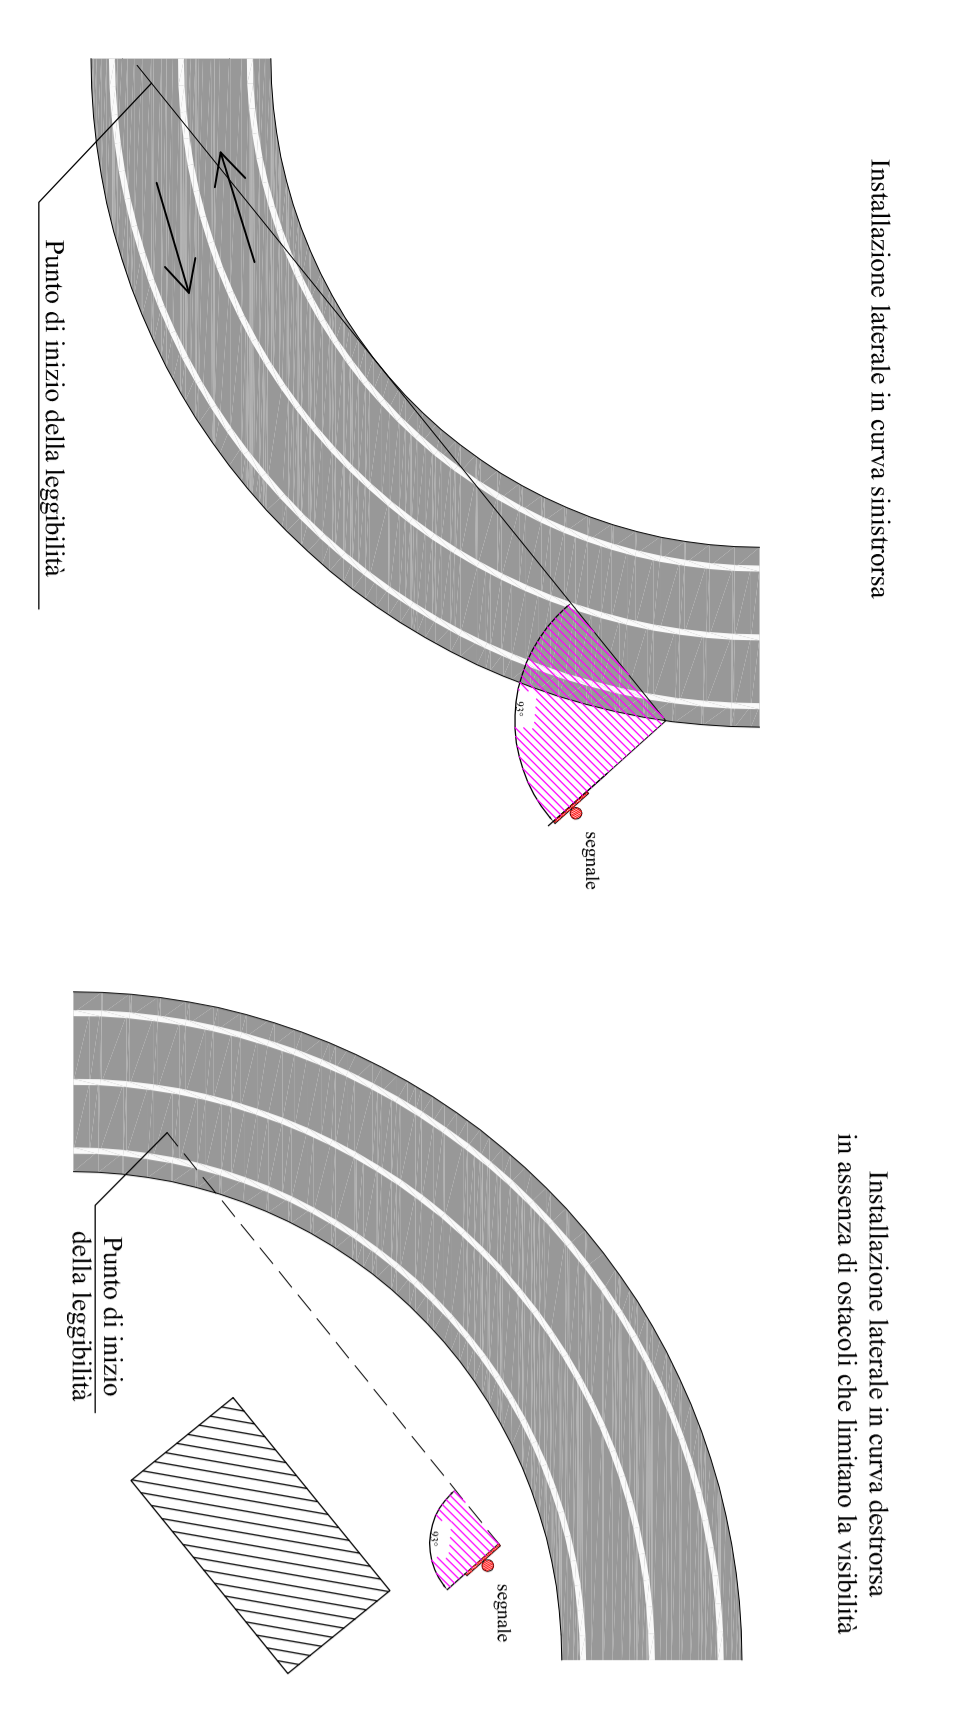 Installazione laterale in curva sinistrorsa
Punto di inizio della leggibilità
93°
segnale
Installazione laterale in curva destrorsa
in assenza di ostacoli che limitano la visibilità
Punto di inizio
della leggibilità
93°
segnale